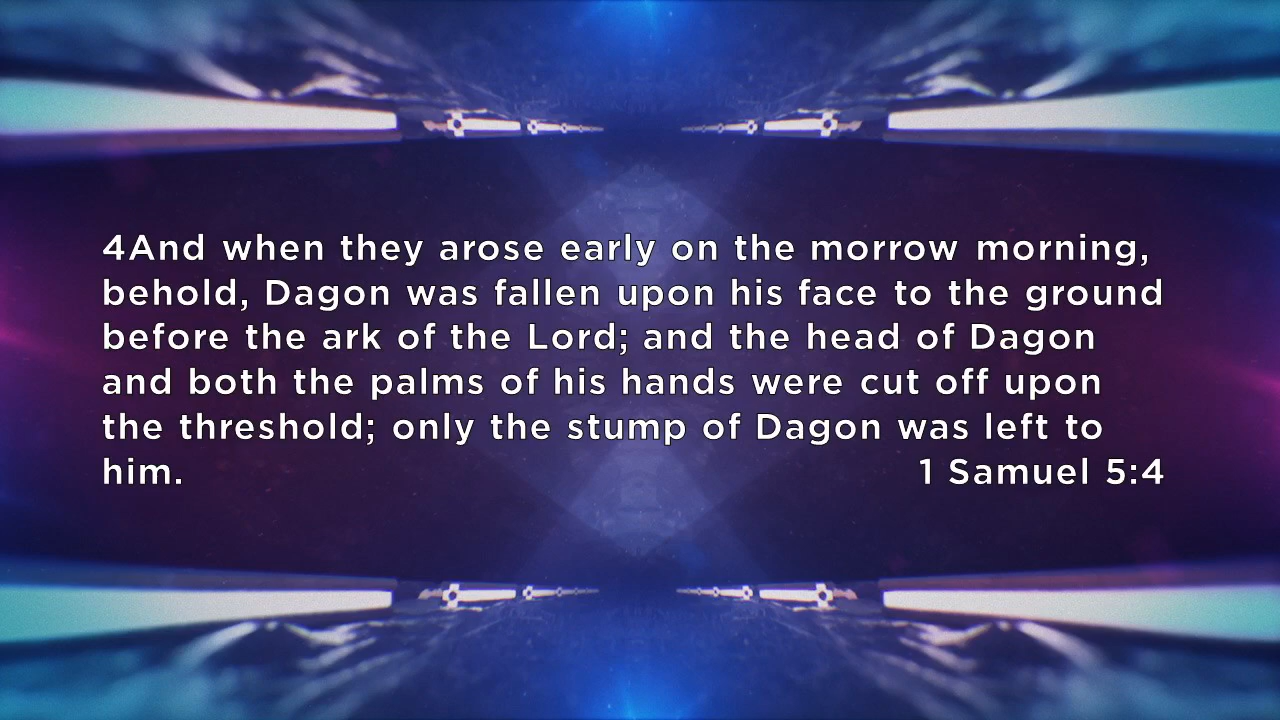 4And when they arose early on the morrow morning,
behold, Dagon was fallen upon his face to the ground
before the ark of the Lord; and the head of Dagon
and both the palms of his hands were cut off upon
the threshold; only the stump of Dagon was left to
him. 1 Samuel 5:4